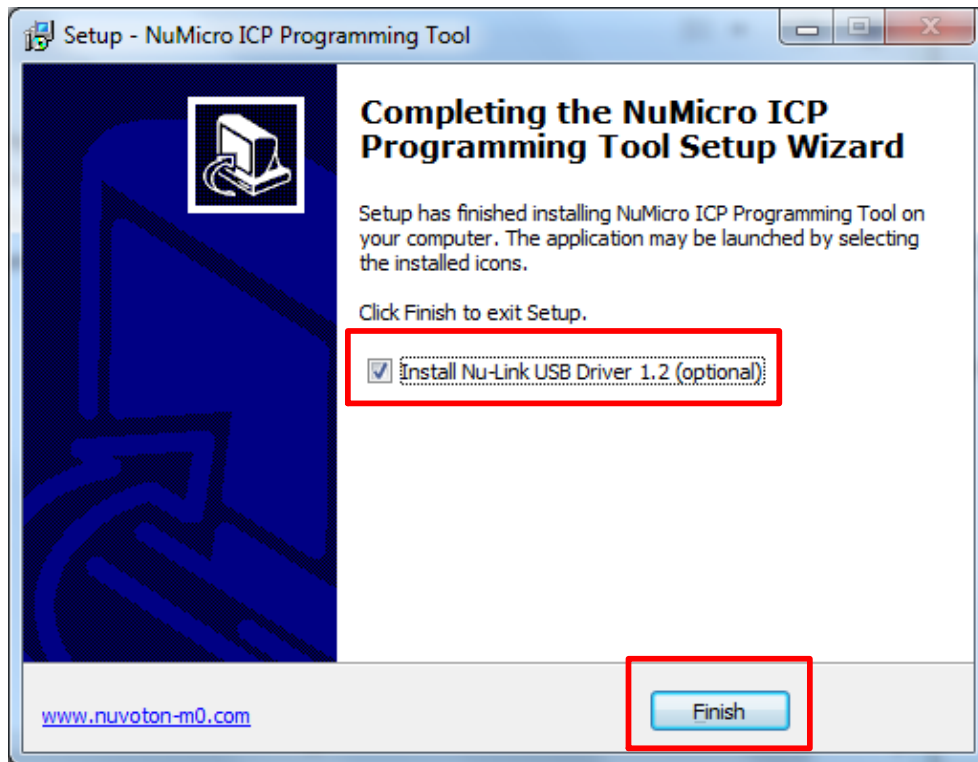 Setup - NuMicro ICP Programming Tool
Completing the NuMicro ICP
Programming Tool Setup Wizard
Setup has finished installing NuMicro ICP Programming Tool on
your computer. The application may be launched by selecting
the installed icons.
Click Finish to exit Setup.
Install Nu-Link USB Driver 1.2 (optional)
www.nuvoton-m0.com
Finish